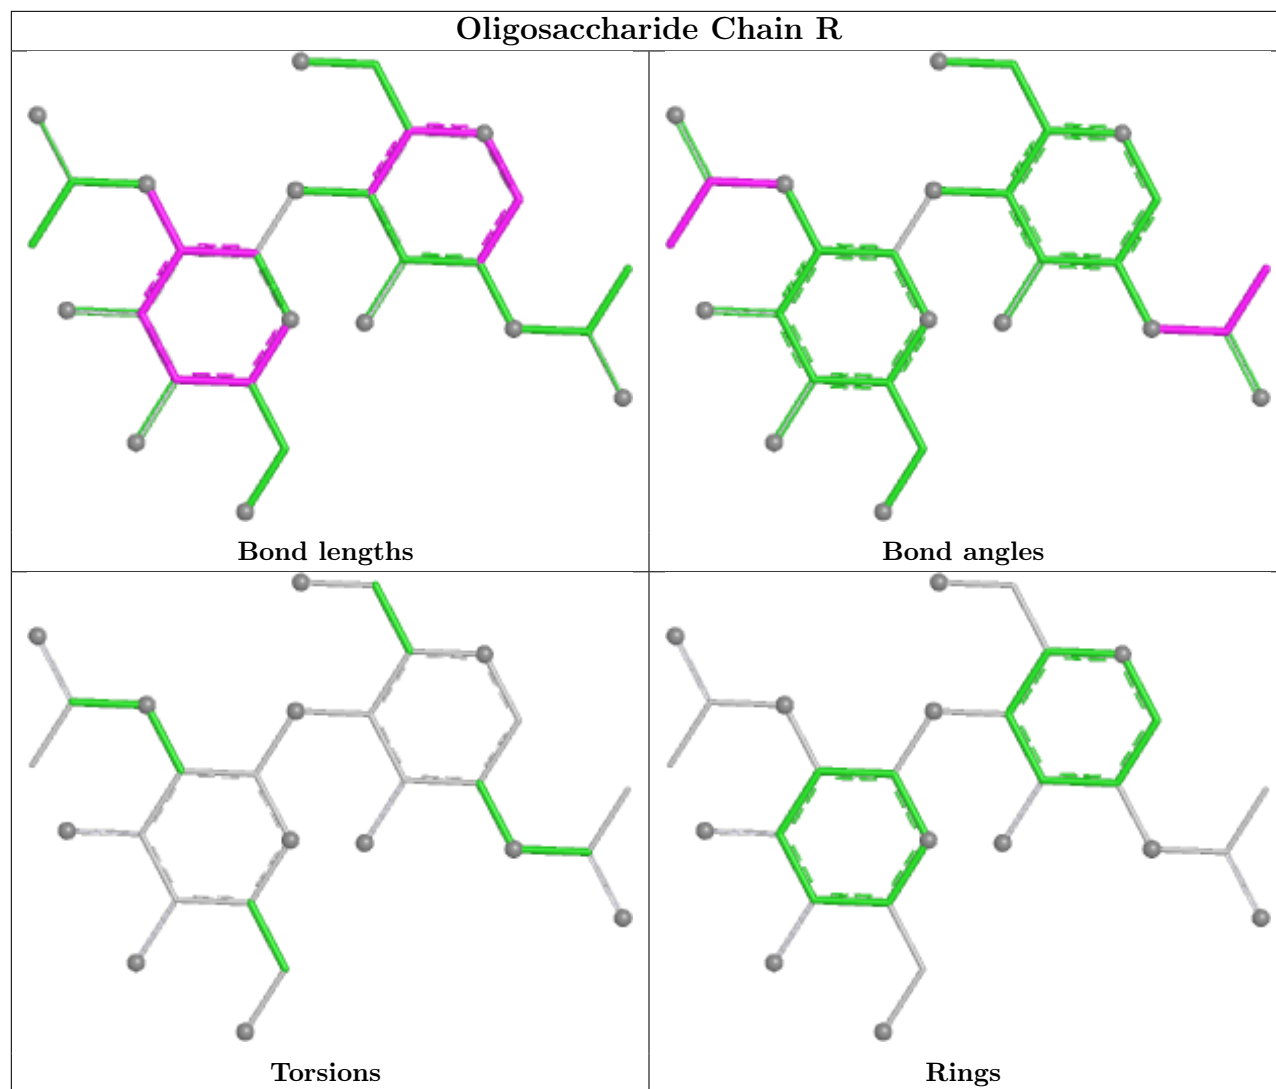 Oligosaccharide Chain R
Bond lengths
Bond angles
Torsions
Rings